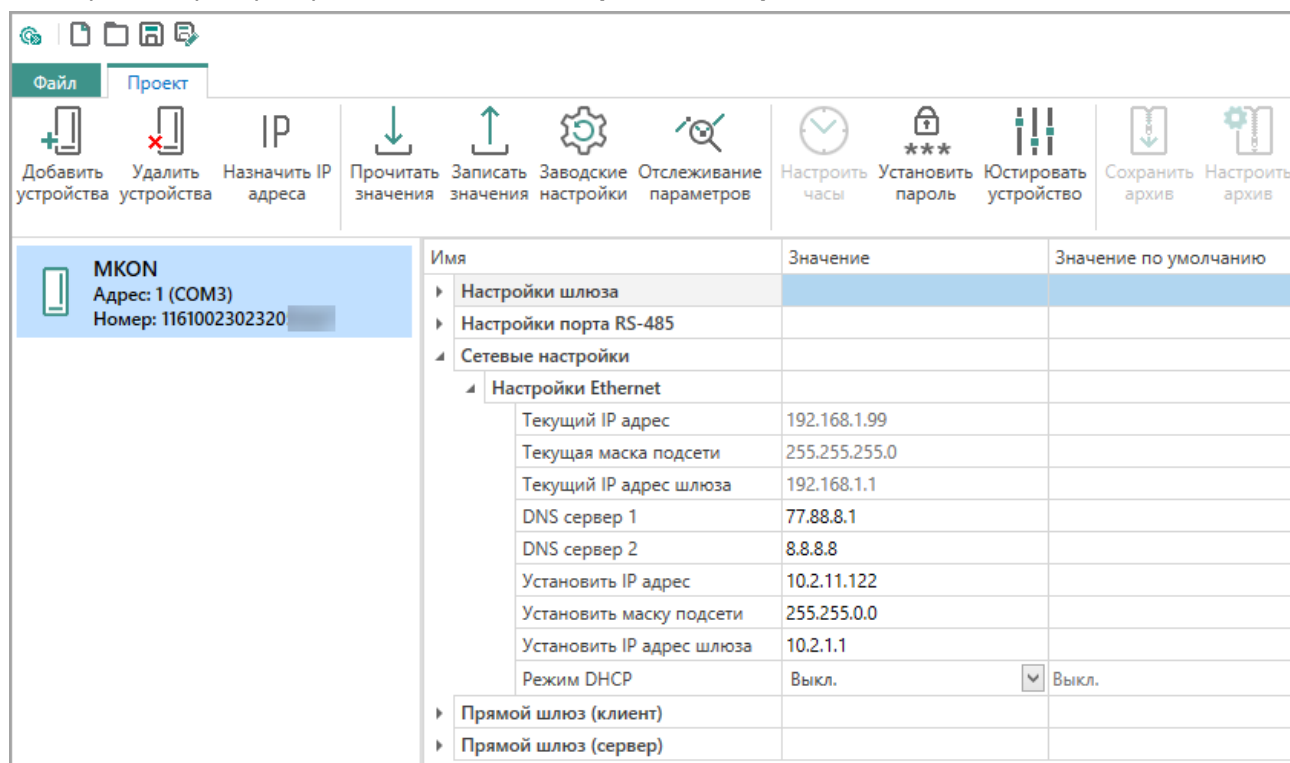 Файл Проект
Добавить устройства
Удалить устройства
IP
Назначить IP адреса
Прочитать значения
Записать значения
Заводские настройки
Отслеживание параметров
Настроить часы
***
Установить пароль
Юстировать устройство
Сохранить архив
Настроить архив
MKON
Адрес: 1 (COM3)
Номер: 1161002302320
Имя Значение Значение по умолчанию
Настройки шлюза
Настройки порта RS-485
Сетевые настройки
Настройки Ethernet
Текущий IP адрес 192.168.1.99
Текущая маска подсети 255.255.255.0
Текущий IP адрес шлюза 192.168.1.1
DNS сервер 1 77.88.8.1
DNS сервер 2 8.8.8.8
Установить IP адрес 10.2.11.122
Установить маску подсети 255.255.0.0
Установить IP адрес шлюза 10.2.1.1
Режим DHCP Выкл. Выкл.
Прямой шлюз (клиент)
Прямой шлюз (сервер)